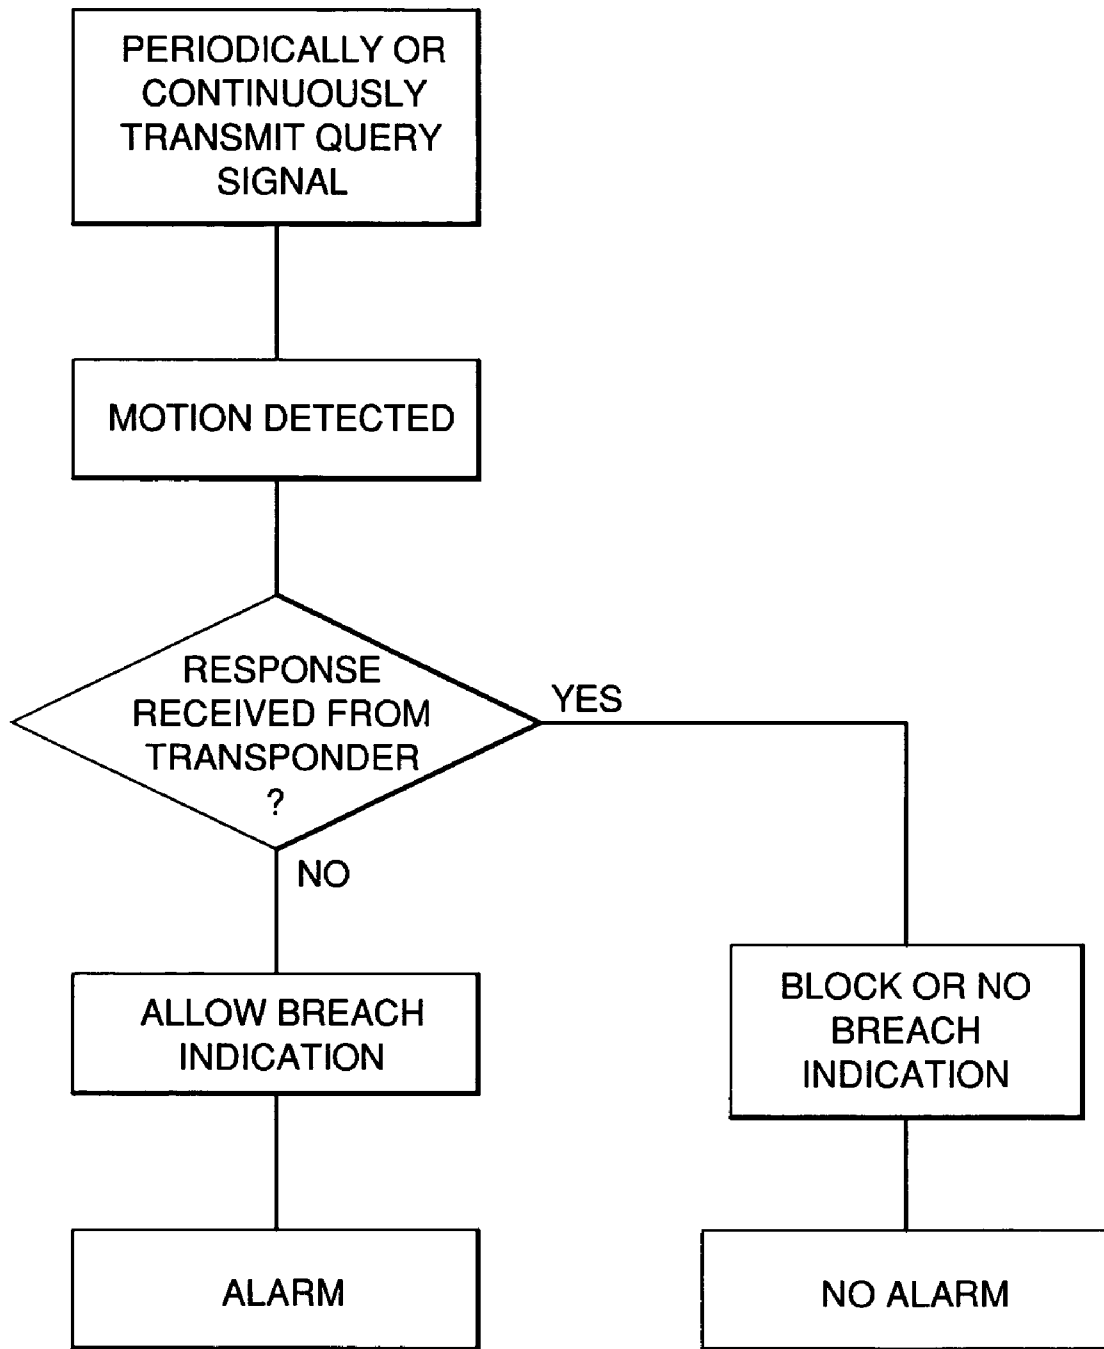 PERIODICALLY OR
CONTINUOUSLY
TRANSMIT QUERY
SIGNAL
MOTION DETECTED
RESPONSE
RECEIVED FROM
TRANSPONDER
?
YES
NO
ALLOW BREACH
INDICATION
BLOCK OR NO
BREACH
INDICATION
ALARM
NO ALARM